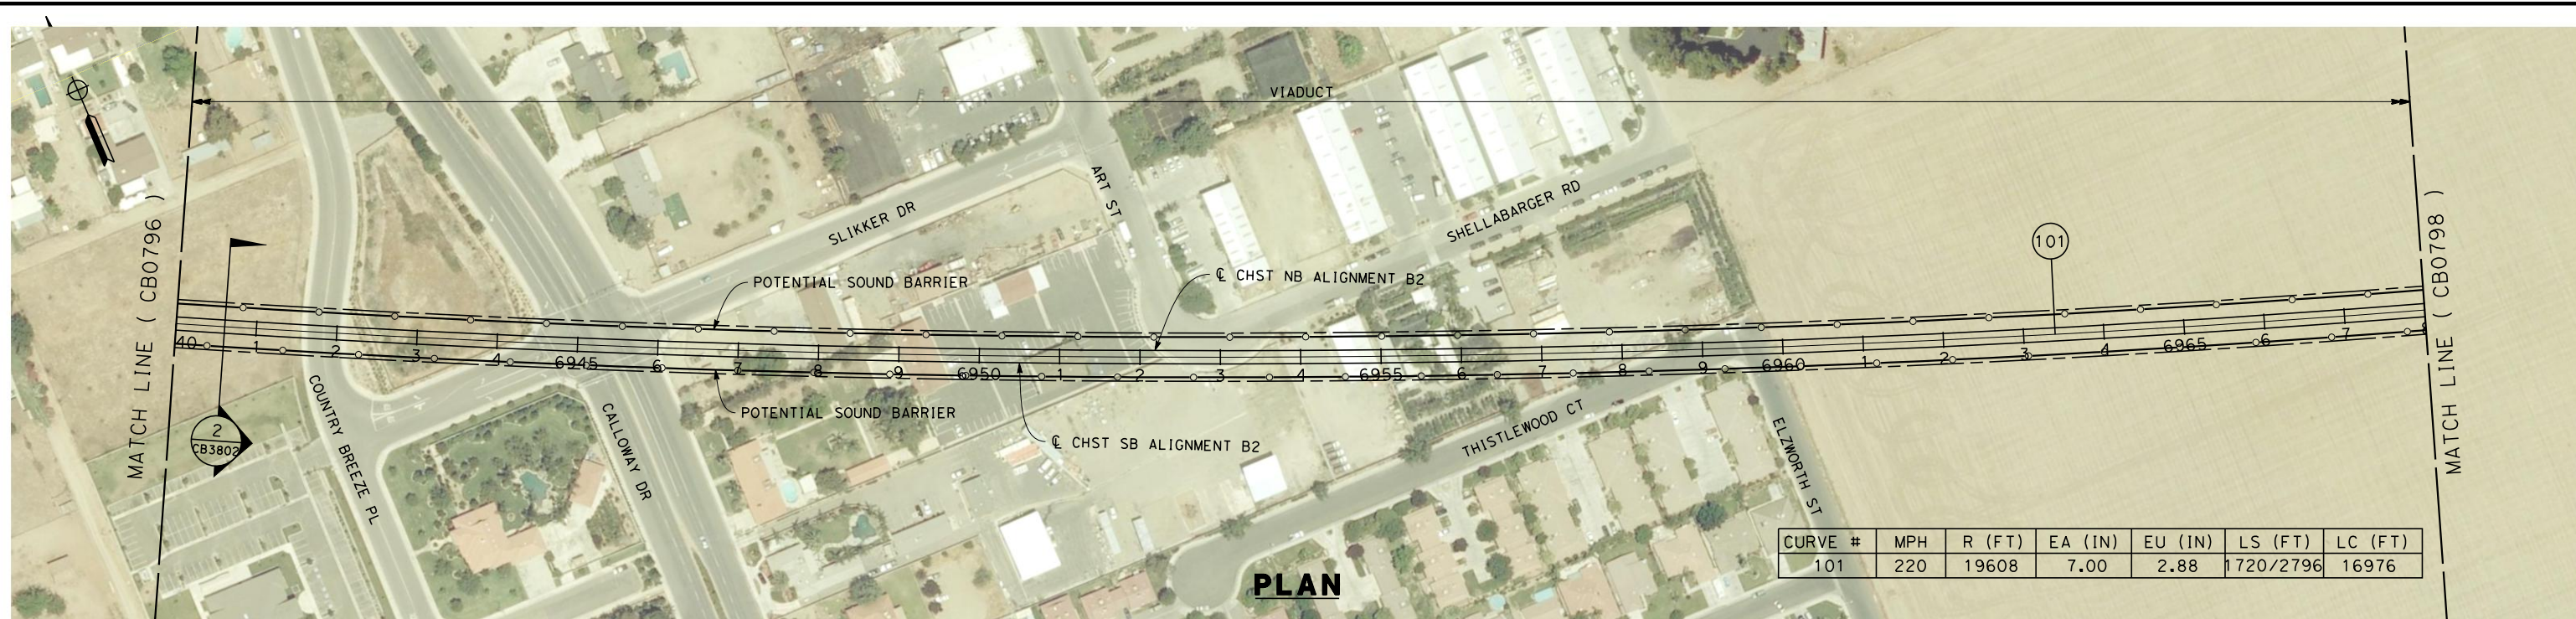 VIADUCT
MATCH LINE ( CB0796 )
MATCH LINE ( CB0798 )
ART ST
SLIKKER DR
SHELLABARGER RD
101
POTENTIAL SOUND BARRIER
℄ CHST NB ALIGNMENT B2
40 1 2 3 4 6945 6 7 8 9 6950 1 2 3 4 6955 6 7 8 9 6960 1 2 3 4 6965 6 7
POTENTIAL SOUND BARRIER
℄ CHST SB ALIGNMENT B2
2
CB3802
COUNTRY BREEZE PL
CALLOWAY DR
THISTLEWOOD CT
ELZWORTH ST
CURVE # MPH R (FT) EA (IN) EU (IN) LS (FT) LC (FT)
101 220 19608 7.00 2.88 1720/2796 16976
PLAN